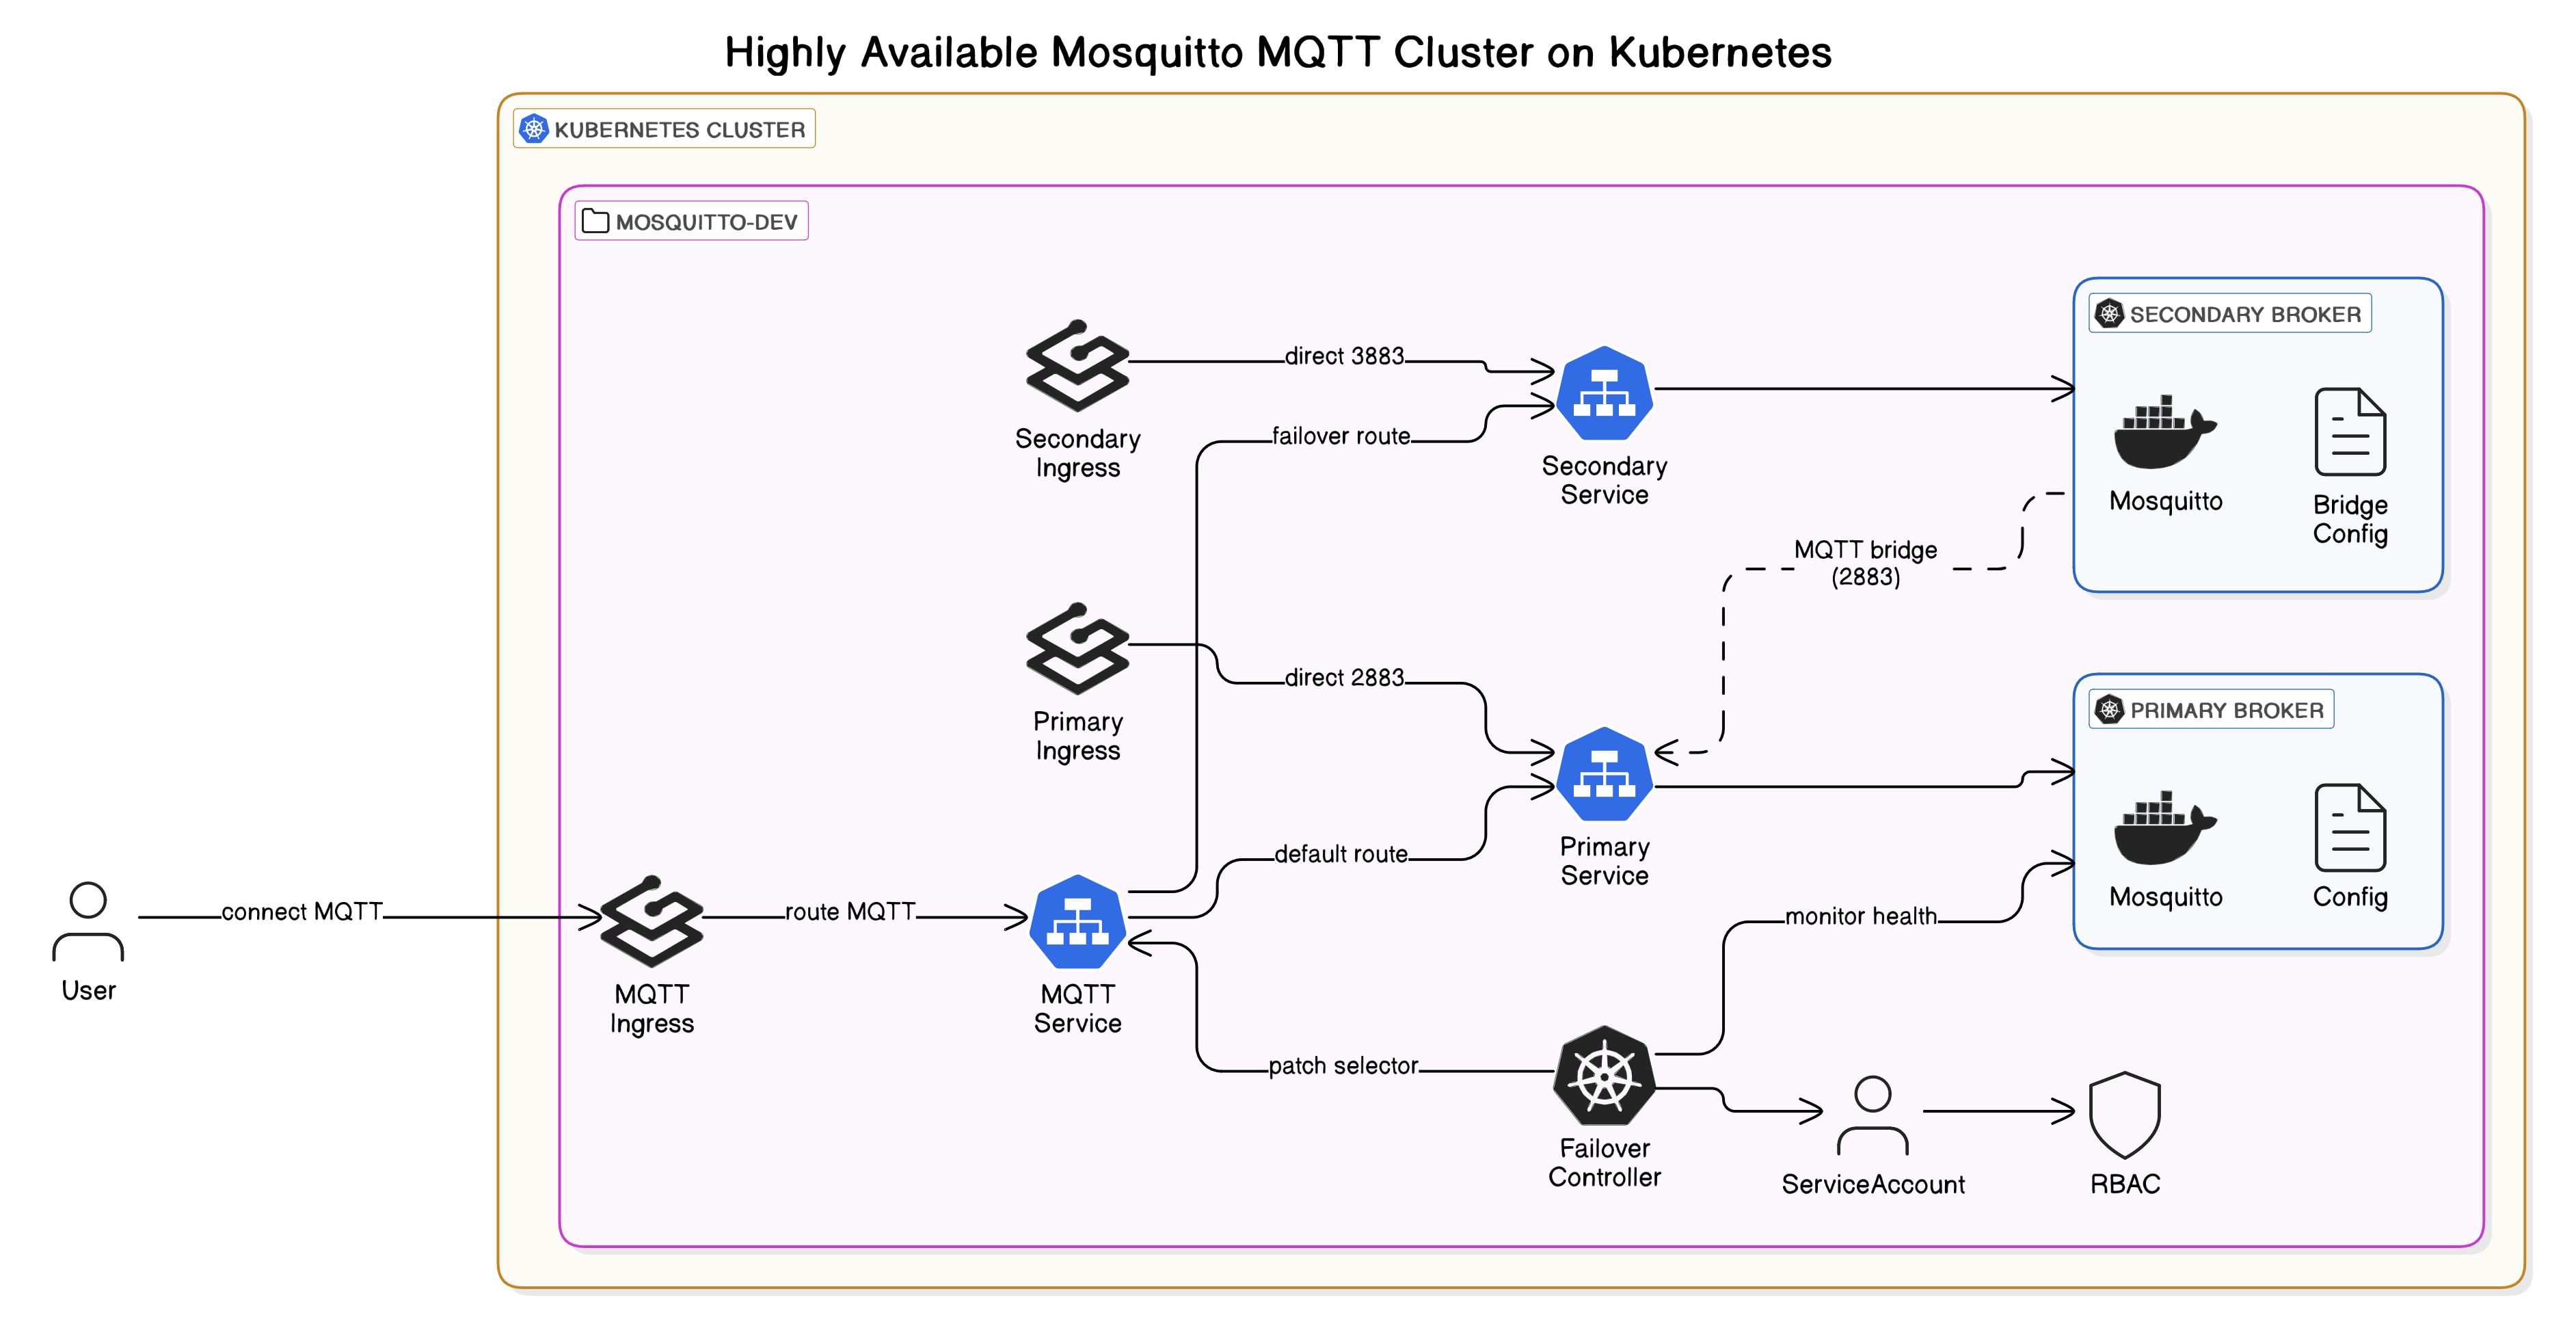 Highly Available Mosquitto MQTT Cluster on Kubernetes
KUBERNETES CLUSTER
MOSQUITTO-DEV
SECONDARY BROKER
direct 3883
failover route
Secondary
Ingress
Secondary
Service
Mosquitto
Bridge
Config
MQTT bridge
(2883)
direct 2883
Primary
Ingress
PRIMARY BROKER
default route
Primary
Service
Mosquitto
Config
connect MQTT
route MQTT
monitor health
User
MQTT
Ingress
MQTT
Service
patch selector
Failover
Controller
ServiceAccount
RBAC